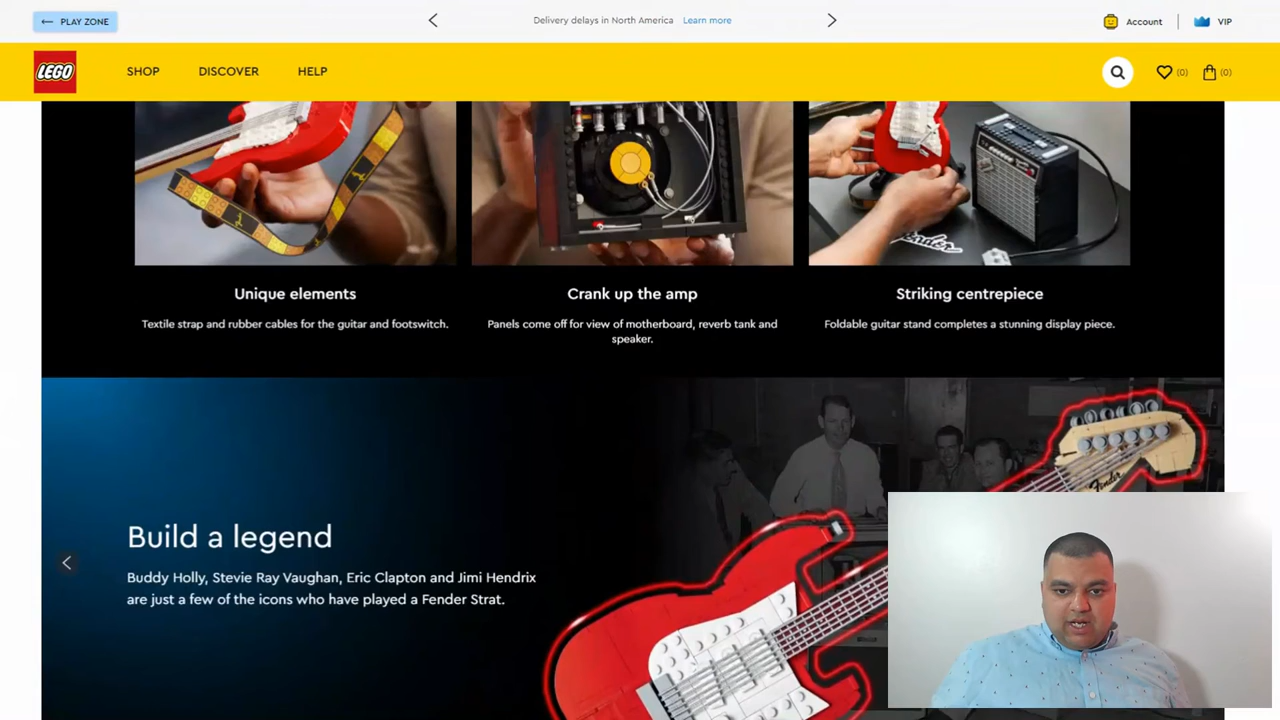 ← PLAY ZONE
Delivery delays in North America Learn more
Account
VIP
LEGO
SHOP
DISCOVER
HELP
(0)
(0)
Fender
Unique elements
Crank up the amp
Striking centrepiece
Textile strap and rubber cables for the guitar and footswitch.
Panels come off for view of motherboard, reverb tank and
speaker.
Foldable guitar stand completes a stunning display piece.
Fender
Build a legend
Buddy Holly, Stevie Ray Vaughan, Eric Clapton and Jimi Hendrix
are just a few of the icons who have played a Fender Strat.